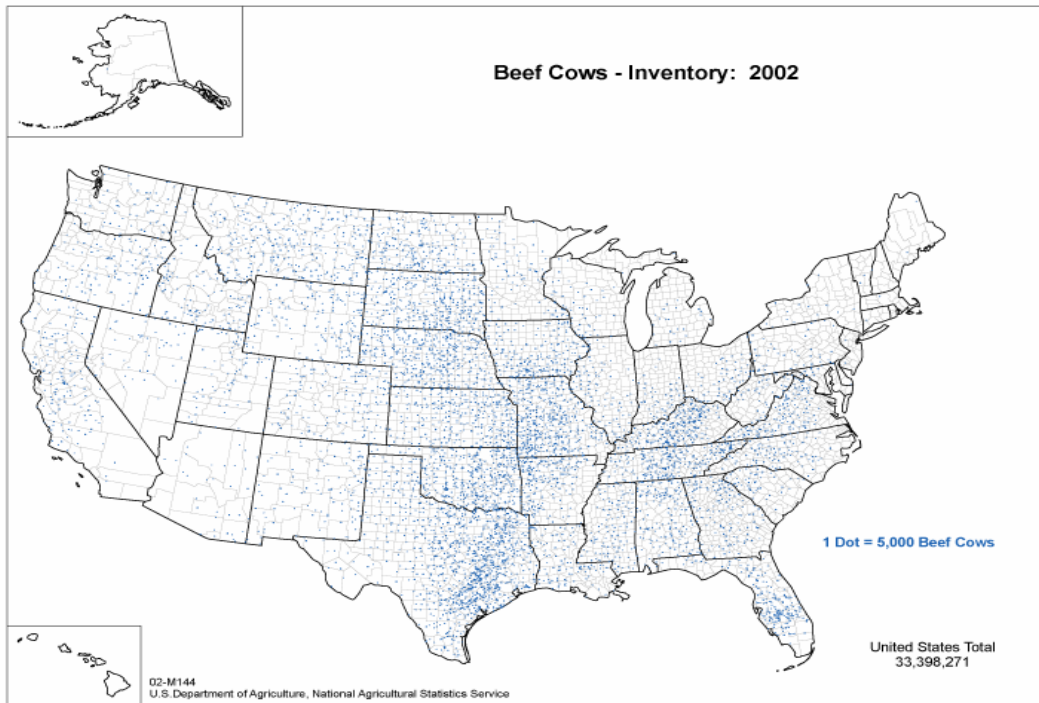 Beef Cows - Inventory:  2002
1 Dot = 5,000 Beef Cows
United States Total
33,398,271
02-M144
U.S.Department of Agriculture, National Agricultural Statistics Service